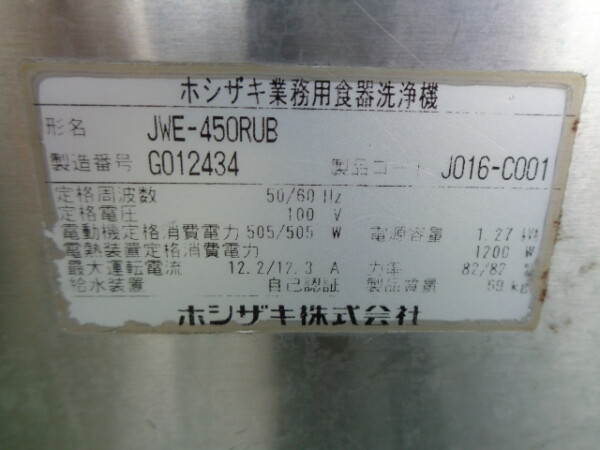 ホシザキ業務用食器洗浄機
形名 JWE-450RUB
製造番号 G012434 製品コード J016-C001
定格周波数 50/60 Hz
定格電圧 100 V
電動機定格消費電力 505/505 W 電源容量 1.27 kVA
電熱装置定格消費電力 1200 W
最大運転電流 12.2/12.3 A 力率 82/82 %
給水装置 自己認証 製品質量 59 kg
ホシザキ株式会社